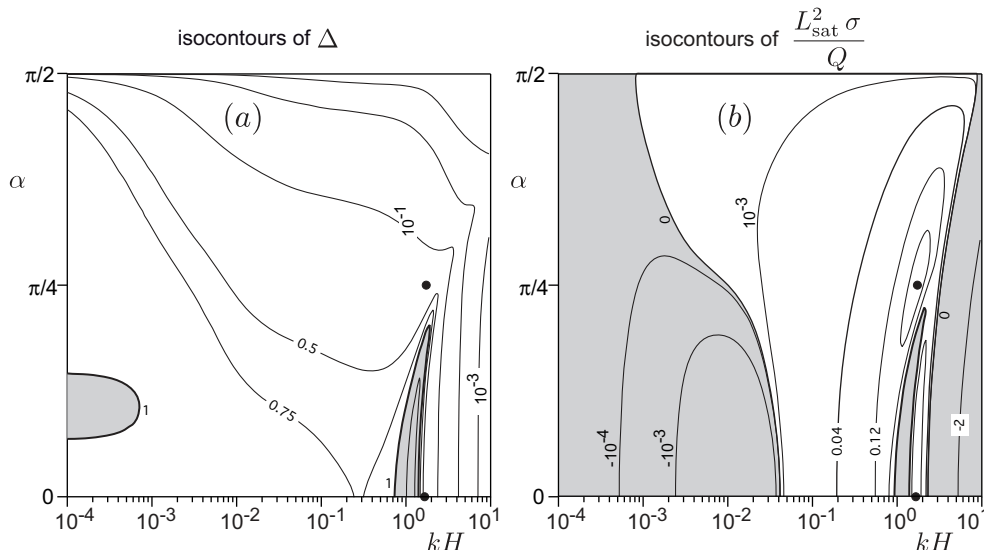 isocontours of Δ
(a)
α
π/2
π/4
0
10⁻¹
0.5
0.75
1
1
10⁻³
10⁻⁴ 10⁻³ 10⁻² 10⁻¹ 10⁰ 10¹
kH
isocontours of L²sat σ / Q
(b)
α
π/2
π/4
0
0
10⁻³
0
-10⁻⁴
-10⁻³
0.04
0.12
-2
10⁻⁴ 10⁻³ 10⁻² 10⁻¹ 10⁰ 10¹
kH